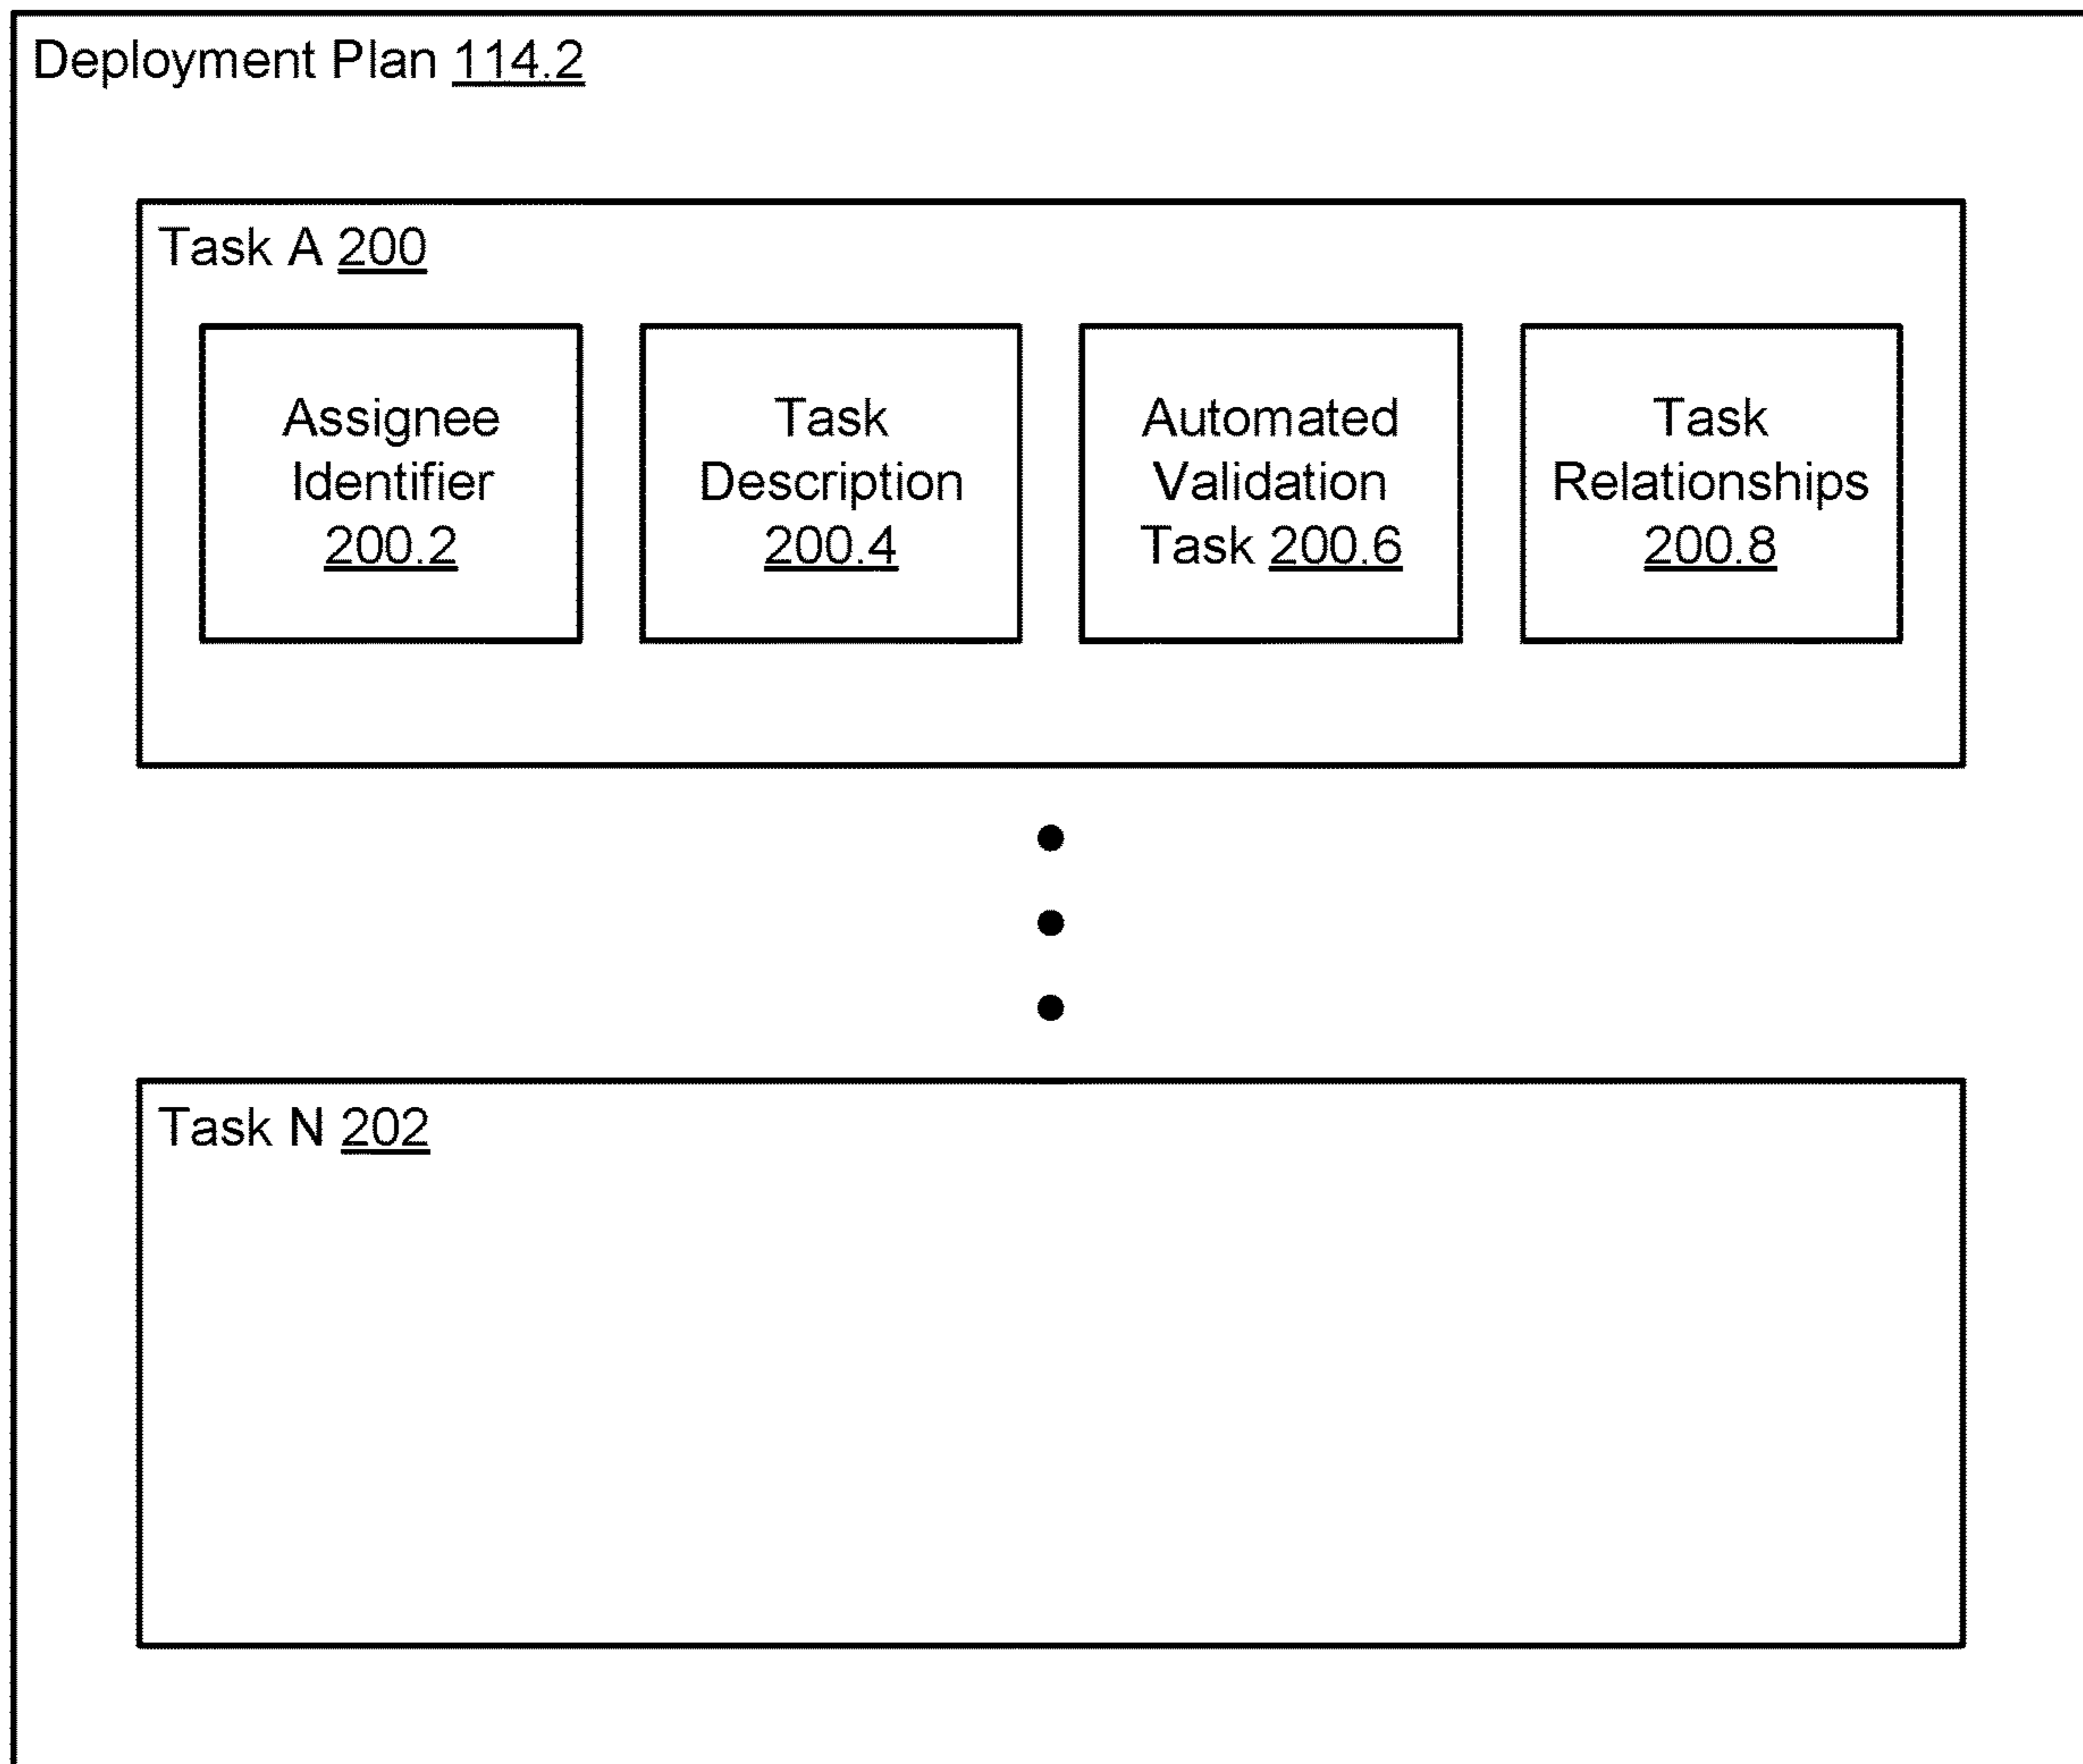 Deployment Plan 114.2
Task A 200
Assignee
Identifier
200.2
Task
Description
200.4
Automated
Validation
Task 200.6
Task
Relationships
200.8
Task N 202